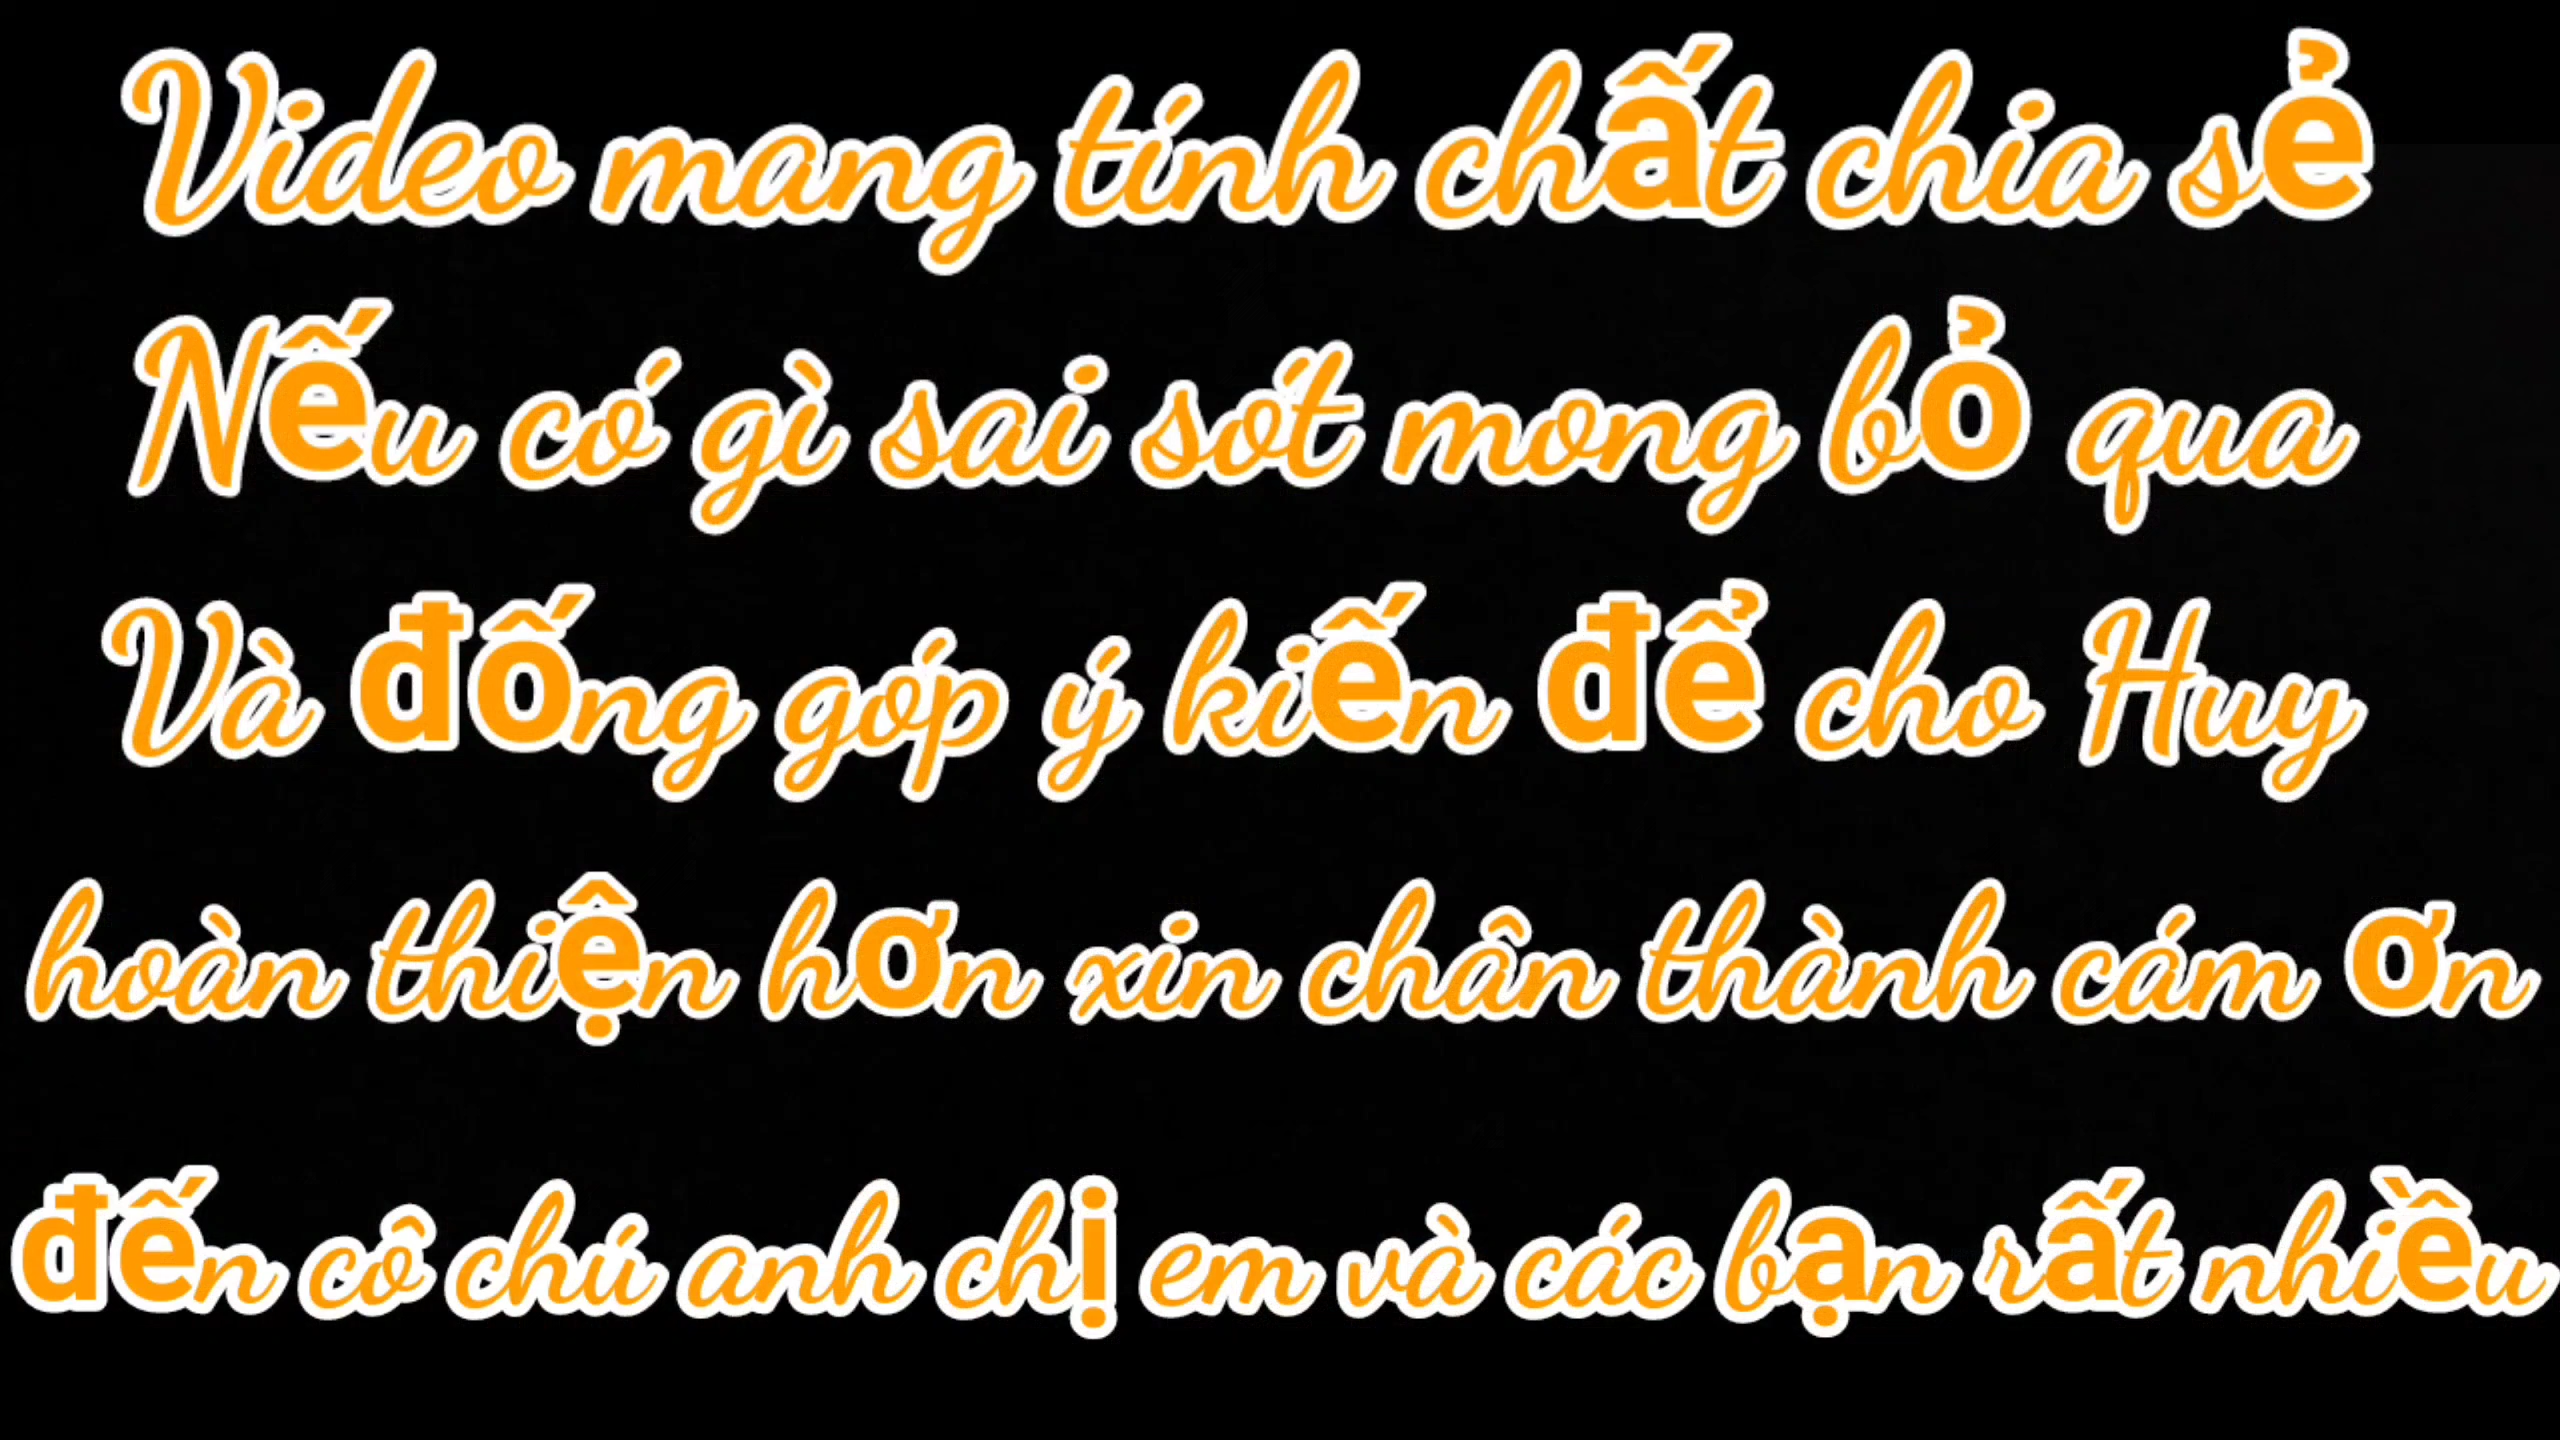 Video mang tính chất chia sẻ
Nếu có gì sai sót mong bỏ qua
Và đống góp ý kiến để cho Huy
hoàn thiện hơn xin chân thành cám ơn
đến cô chú anh chị em và các bạn rất nhiều